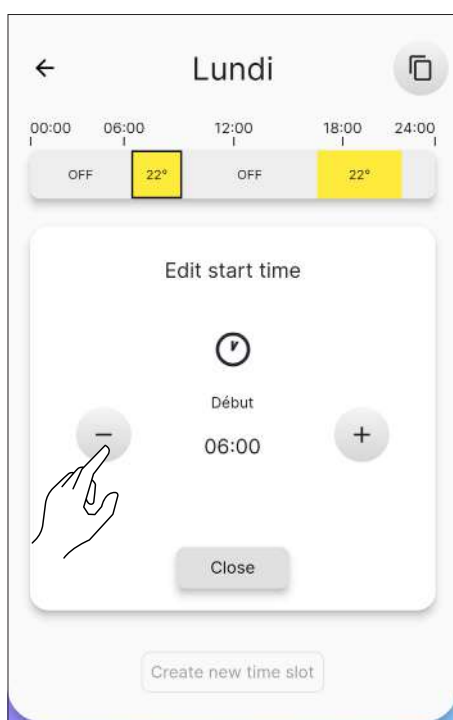 Lundi
00:00 06:00 12:00 18:00 24:00
OFF 22° OFF 22°
Edit start time
Début
06:00
Close
Create new time slot